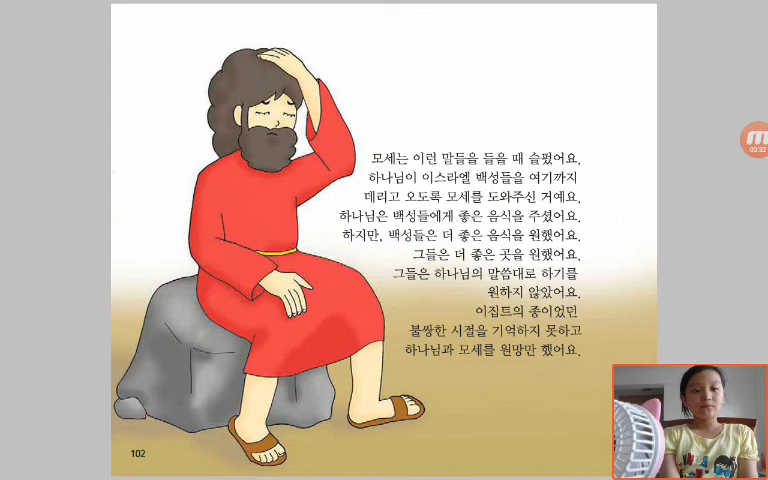 모세는 이런 말들을 들을 때 슬펐어요.
하나님이 이스라엘 백성들을 여기까지
데리고 오도록 모세를 도와주신 거예요.
하나님은 백성들에게 좋은 음식을 주셨어요.
하지만, 백성들은 더 좋은 음식을 원했어요.
그들은 더 좋은 곳을 원했어요.
그들은 하나님의 말씀대로 하기를
원하지 않았어요.
이집트의 종이었던
불쌍한 시절을 기억하지 못하고
하나님과 모세를 원망만 했어요.
102
03:32